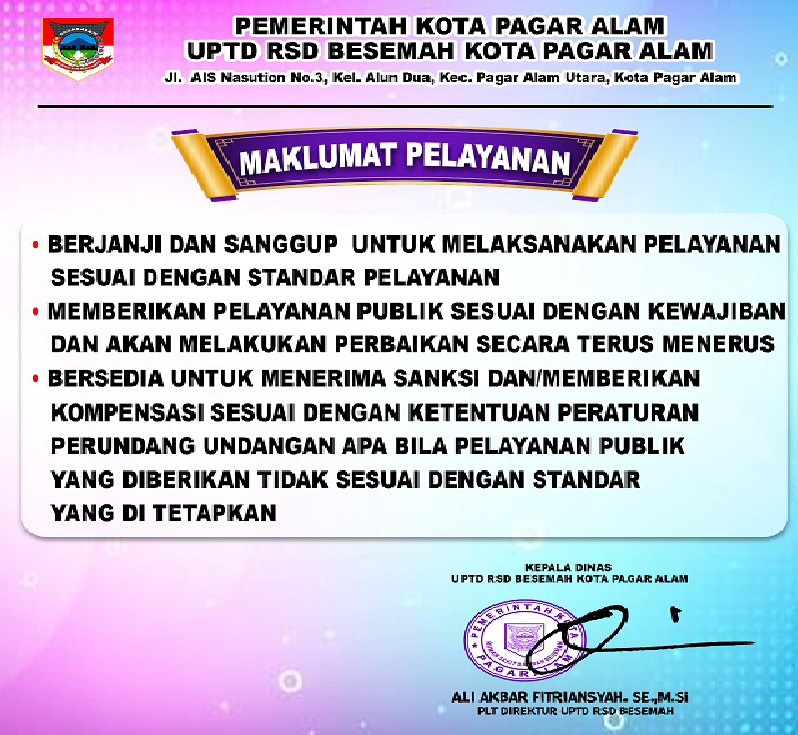 PEMERINTAH KOTA PAGAR ALAM
UPTD RSD BESEMAH KOTA PAGAR ALAM
Jl. AIS Nasution No.3, Kel. Alun Dua, Kec. Pagar Alam Utara, Kota Pagar Alam
MAKLUMAT PELAYANAN
• BERJANJI DAN SANGGUP UNTUK MELAKSANAKAN PELAYANAN
SESUAI DENGAN STANDAR PELAYANAN
• MEMBERIKAN PELAYANAN PUBLIK SESUAI DENGAN KEWAJIBAN
DAN AKAN MELAKUKAN PERBAIKAN SECARA TERUS MENERUS
• BERSEDIA UNTUK MENERIMA SANKSI DAN/MEMBERIKAN
KOMPENSASI SESUAI DENGAN KETENTUAN PERATURAN
PERUNDANG UNDANGAN APA BILA PELAYANAN PUBLIK
YANG DIBERIKAN TIDAK SESUAI DENGAN STANDAR
YANG DI TETAPKAN
KEPALA DINAS
UPTD RSD BESEMAH KOTA PAGAR ALAM
PEMERINTAH KOTA
PAGAR ALAM
ALI AKBAR FITRIANSYAH. SE.,M.Si
PLT DIREKTUR UPTD RSD BESEMAH